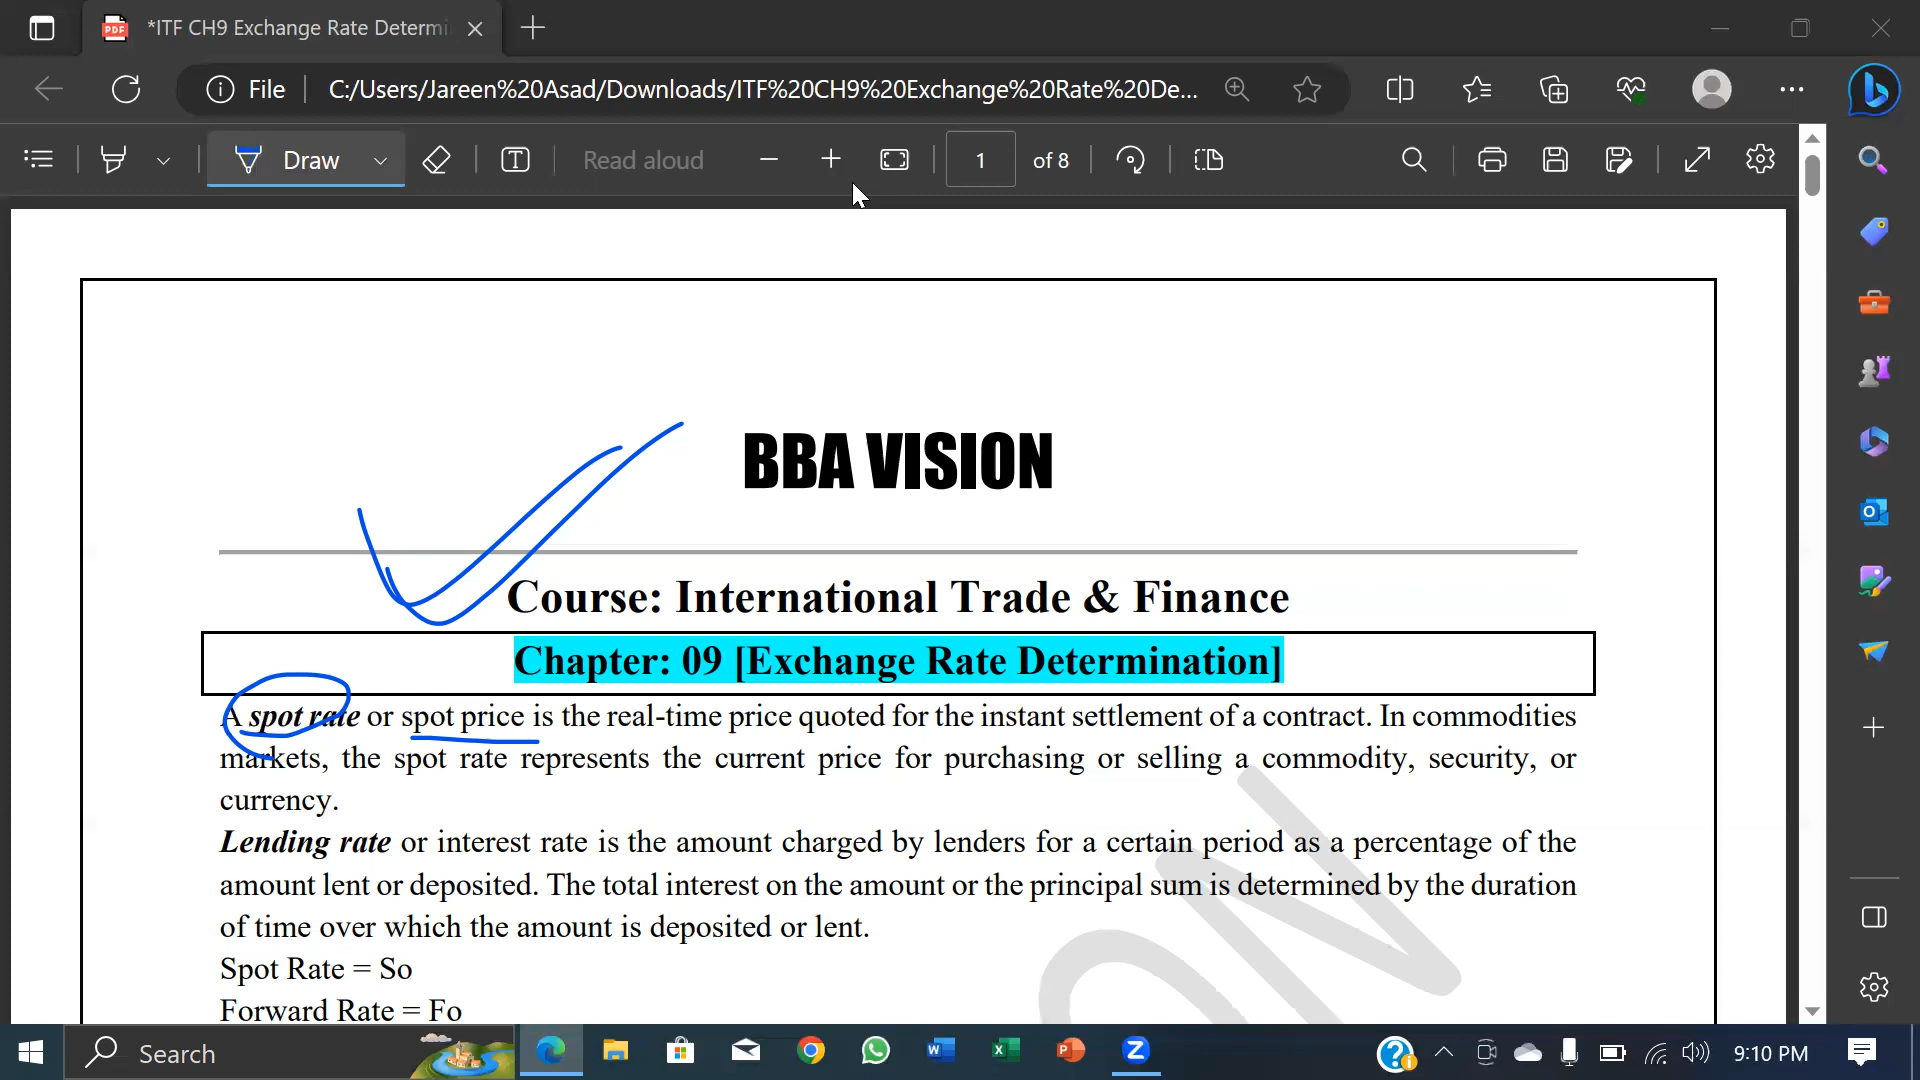 *ITF CH9 Exchange Rate Determi
File
C:/Users/Jareen%20Asad/Downloads/ITF%20CH9%20Exchange%20Rate%20De...
Draw
Read aloud
1
of 8
BBA VISION
Course: International Trade & Finance
Chapter: 09 [Exchange Rate Determination]
A spot rate or spot price is the real-time price quoted for the instant settlement of a contract. In commodities
markets, the spot rate represents the current price for purchasing or selling a commodity, security, or
currency.
Lending rate or interest rate is the amount charged by lenders for a certain period as a percentage of the
amount lent or deposited. The total interest on the amount or the principal sum is determined by the duration
of time over which the amount is deposited or lent.
Spot Rate = So
Forward Rate = Fo
ON
Search
9:10 PM